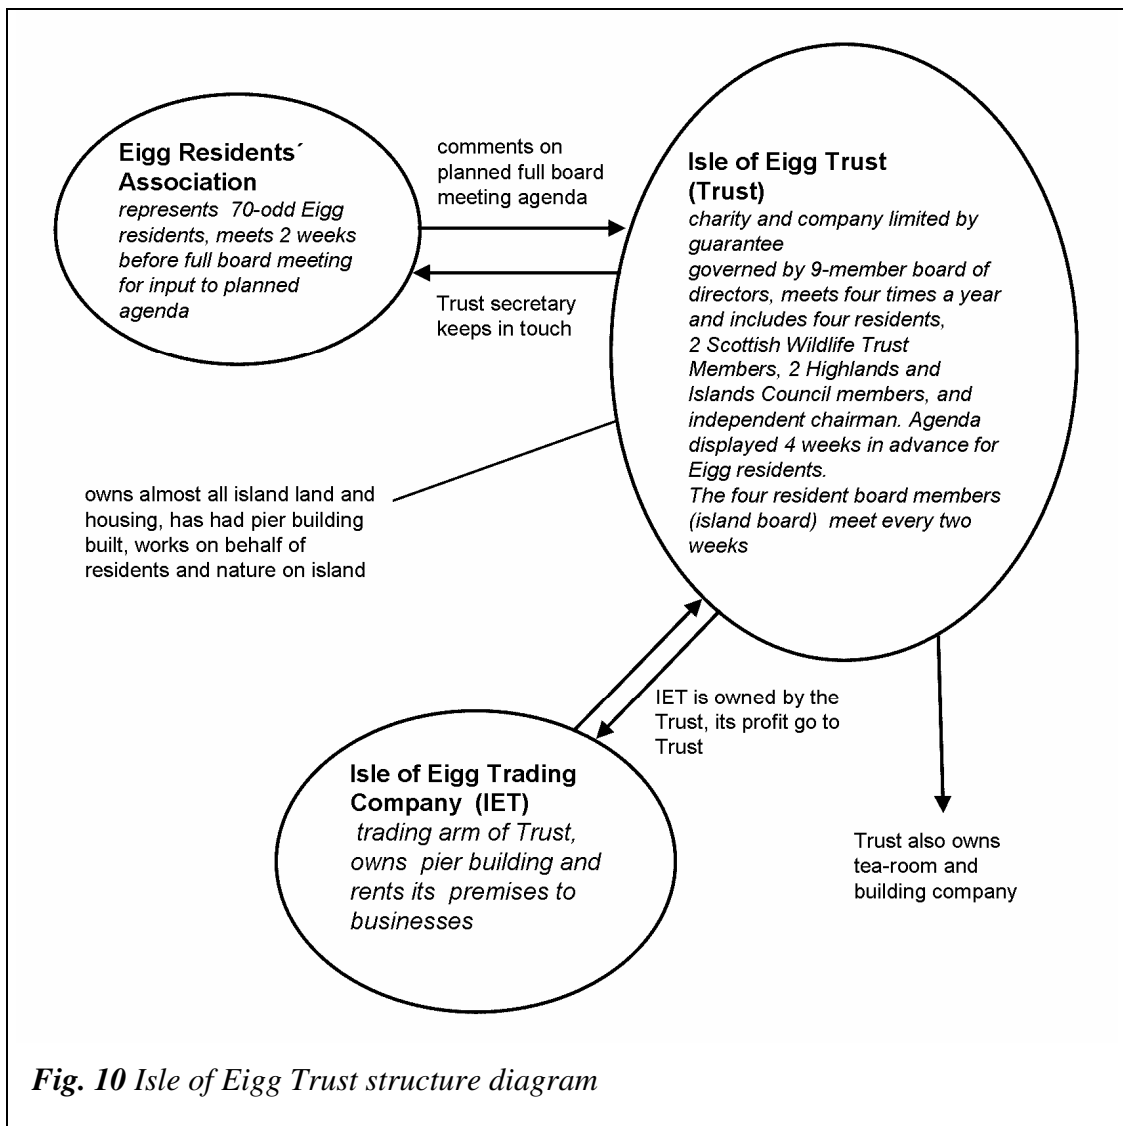 Eigg Residents´
Association
represents 70-odd Eigg
residents, meets 2 weeks
before full board meeting
for input to planned
agenda
comments on
planned full board
meeting agenda
Trust secretary
keeps in touch
Isle of Eigg Trust
(Trust)
charity and company limited by
guarantee
governed by 9-member board of
directors, meets four times a year
and includes four residents,
2 Scottish Wildlife Trust
Members, 2 Highlands and
Islands Council members, and
independent chairman. Agenda
displayed 4 weeks in advance for
Eigg residents.
The four resident board members
(island board) meet every two
weeks
owns almost all island land and
housing, has had pier building
built, works on behalf of
residents and nature on island
IET is owned by the
Trust, its profit go to
Trust
Isle of Eigg Trading
Company (IET)
trading arm of Trust,
owns pier building and
rents its premises to
businesses
Trust also owns
tea-room and
building company
Fig. 10 Isle of Eigg Trust structure diagram